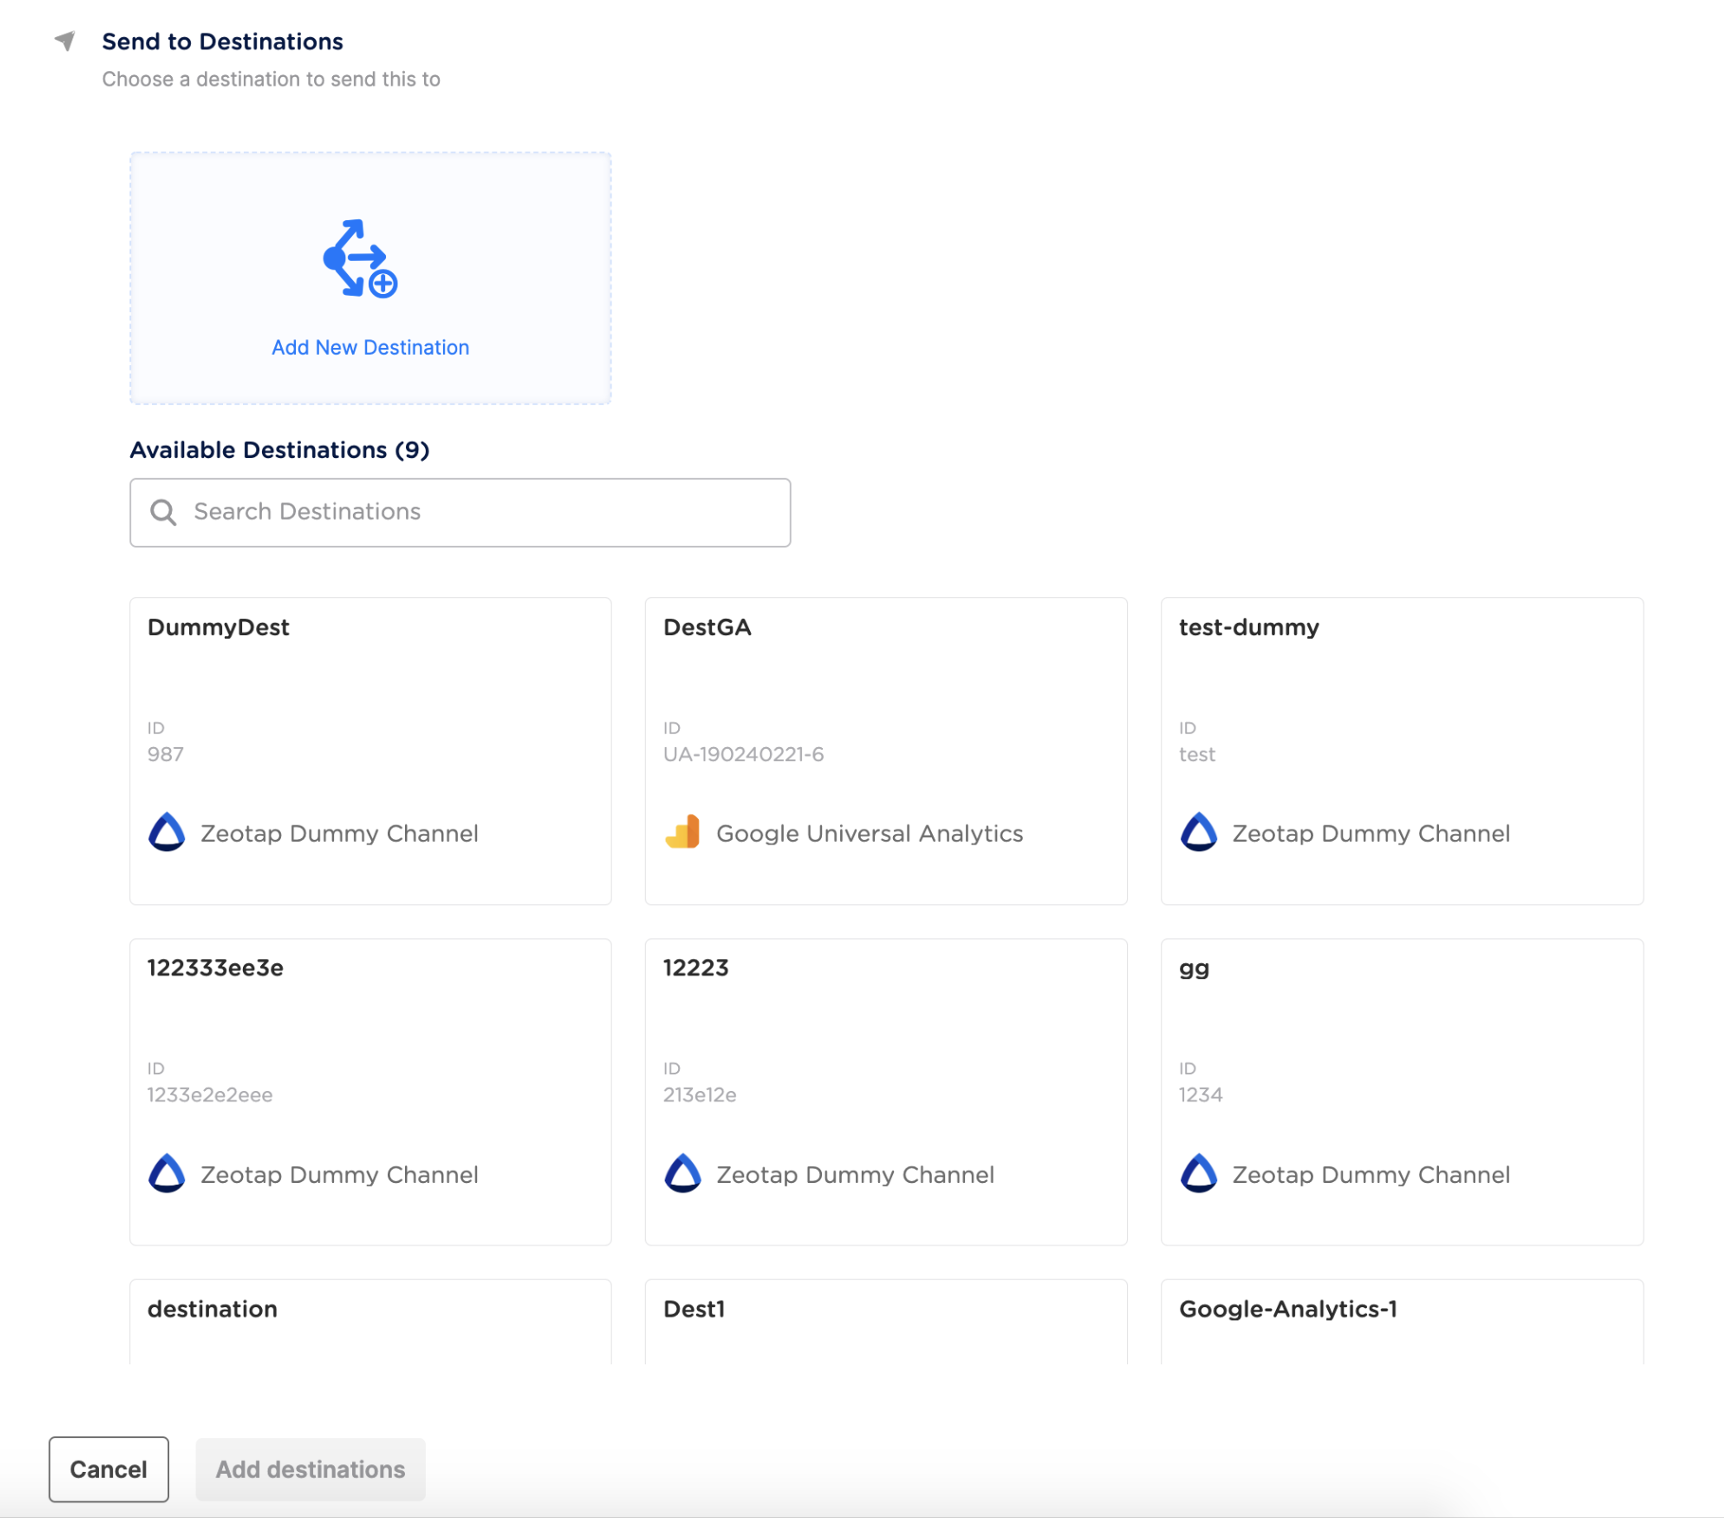 Send to Destinations
Choose a destination to send this to
Add New Destination
Available Destinations (9)
Search Destinations
DummyDest
ID
987
Zeotap Dummy Channel
DestGA
ID
UA-190240221-6
Google Universal Analytics
test-dummy
ID
test
Zeotap Dummy Channel
122333ee3e
ID
1233e2e2eee
Zeotap Dummy Channel
12223
ID
213e12e
Zeotap Dummy Channel
gg
ID
1234
Zeotap Dummy Channel
destination
Dest1
Google-Analytics-1
Cancel
Add destinations